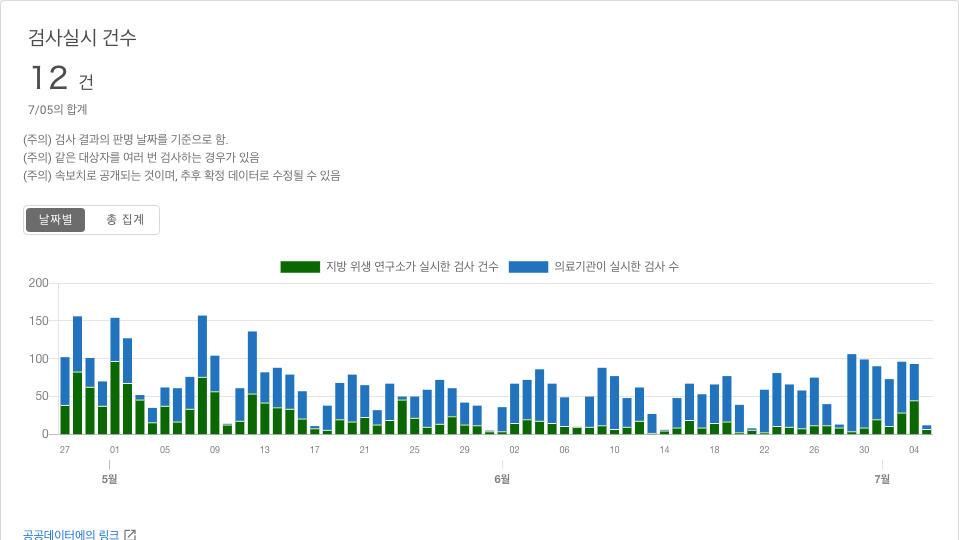 검사실시 건수
12 건
7/05의 합계
(주의) 검사 결과의 판명 날짜를 기준으로 함.
(주의) 같은 대상자를 여러 번 검사하는 경우가 있음
(주의) 속보치로 공개되는 것이며, 추후 확정 데이터로 수정될 수 있음
날짜별 총 집계
지방 위생 연구소가 실시한 검사 건수 의료기관이 실시한 검사 수
200
150
100
50
0
27 01 05 09 13 17 21 25 29 02 06 10 14 18 22 26 30 04
5월 6월 7월
공공데이터에의 링크